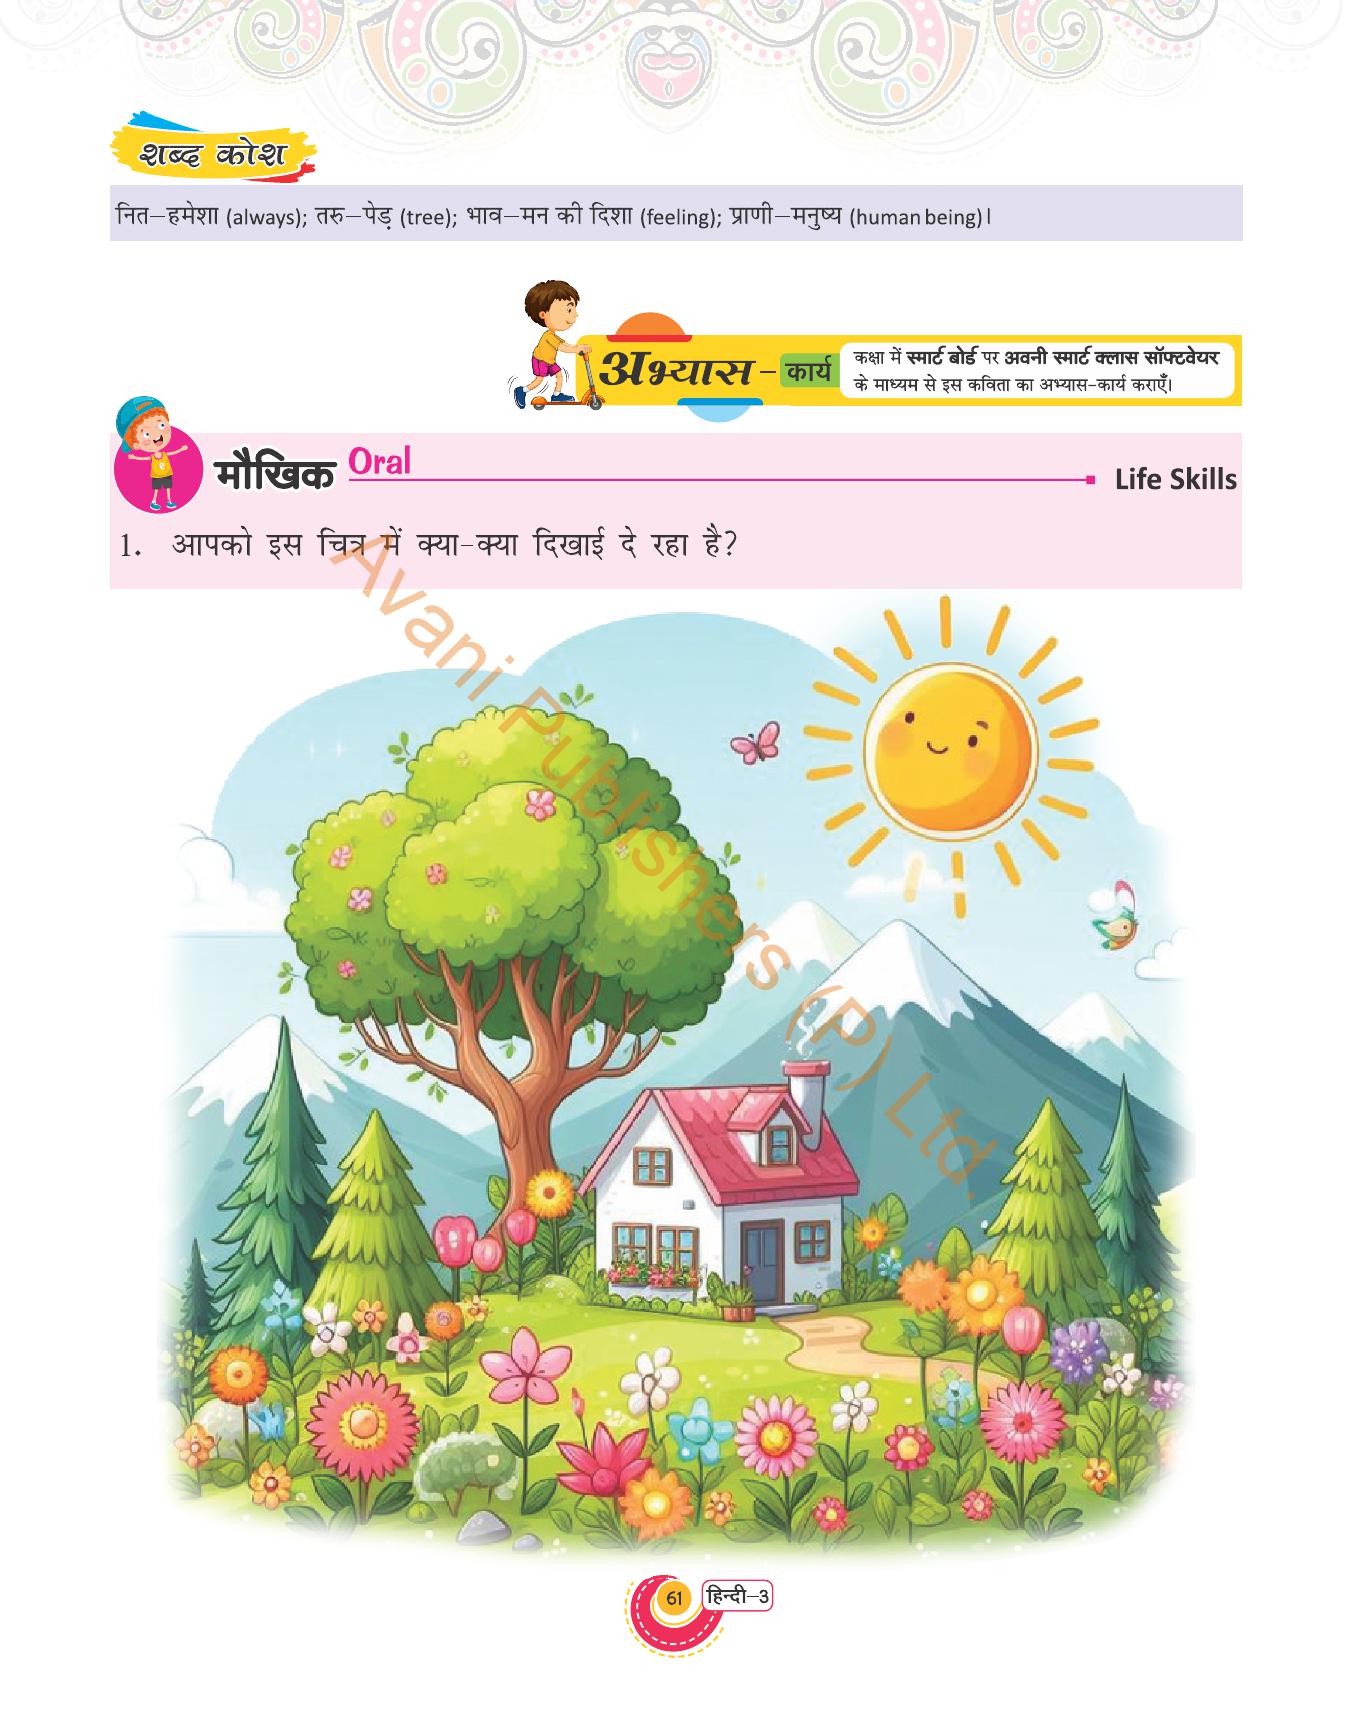 शब्द कोश
नित–हमेशा (always); तरु–पेड़ (tree); भाव–मन की दिशा (feeling); प्राणी–मनुष्य (human being)।
अभ्यास – कार्य
कक्षा में स्मार्ट बोर्ड पर अवनी स्मार्ट क्लास सॉफ्टवेयर
के माध्यम से इस कविता का अभ्यास-कार्य कराएँ।
मौखिक Oral
Life Skills
1. आपको इस चित्र में क्या-क्या दिखाई दे रहा है?
Avani Publishers (P) Ltd.
61
हिन्दी–3